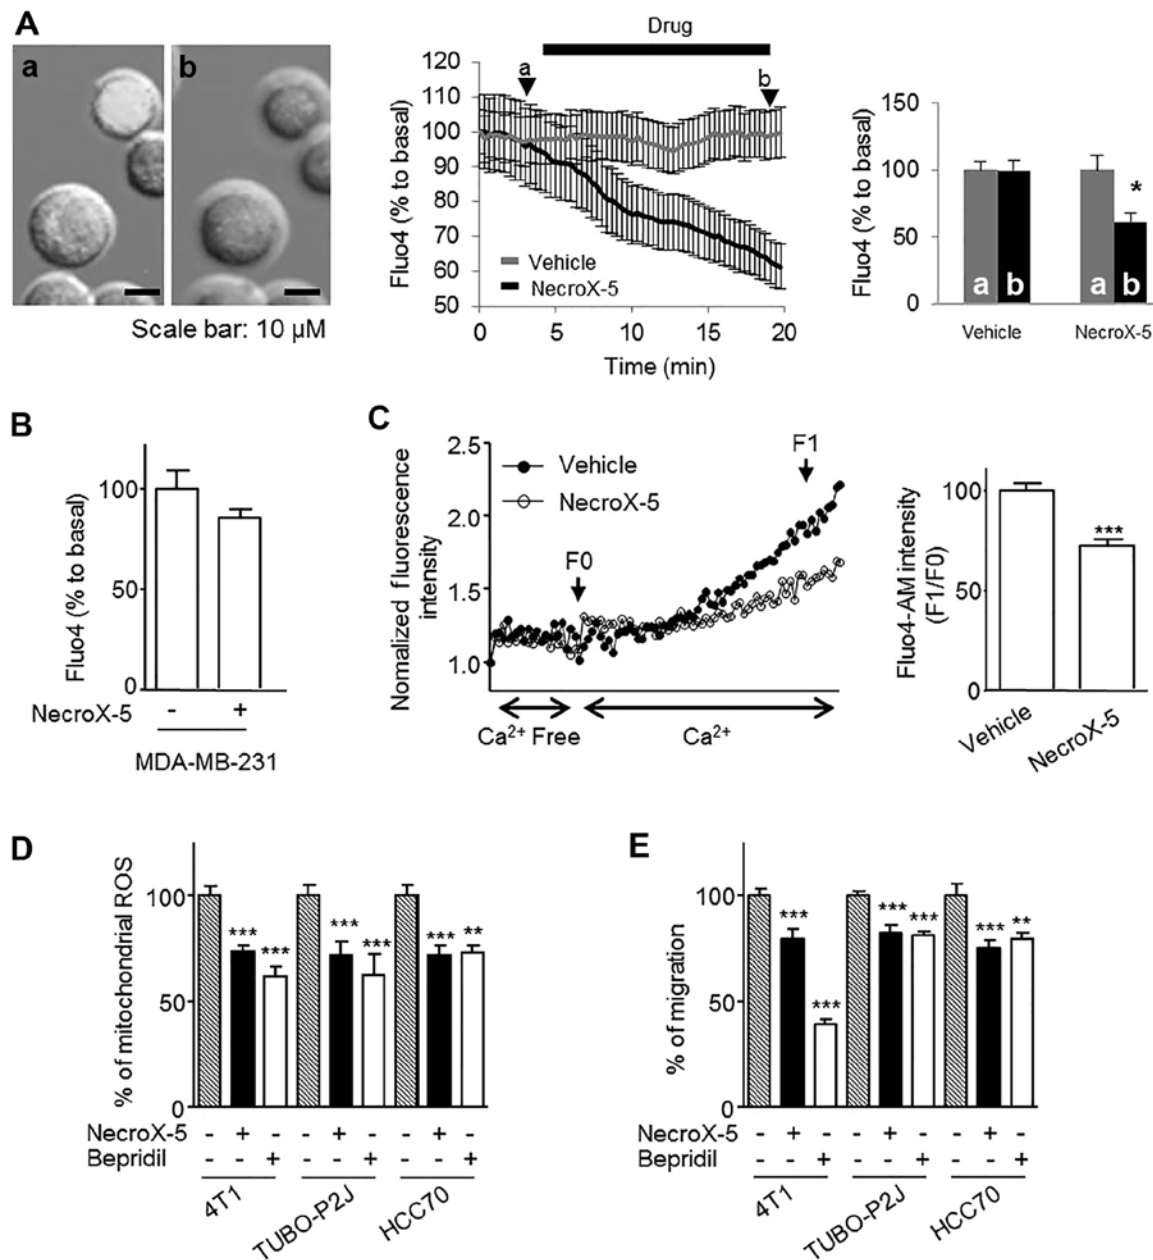 A
a
b
Scale bar: 10 µM
Drug
a
b
120
110
100
90
80
70
60
50
Fluo4 (% to basal)
Vehicle
NecroX-5
0
5
10
15
20
Time (min)
150
100
50
0
Fluo4 (% to basal)
*
a
b
a
b
Vehicle
NecroX-5
B
100
50
0
Fluo4 (% to basal)
NecroX-5
- +
MDA-MB-231
C
2.5
2.0
1.5
1.0
Nomalized fluorescence
intensity
Vehicle
NecroX-5
F0
F1
Ca2+ Free
Ca2+
100
50
0
Fluo4-AM intensity
(F1/F0)
***
Vehicle
NecroX-5
D
100
50
0
% of mitochondrial ROS
*** *** *** *** *** **
NecroX-5 - + - - + - - + -
Bepridil - - + - - + - - +
4T1
TUBO-P2J
HCC70
E
100
50
0
% of migration
*** *** *** *** *** **
NecroX-5 - + - - + - - + -
Bepridil - - + - - + - - +
4T1
TUBO-P2J
HCC70